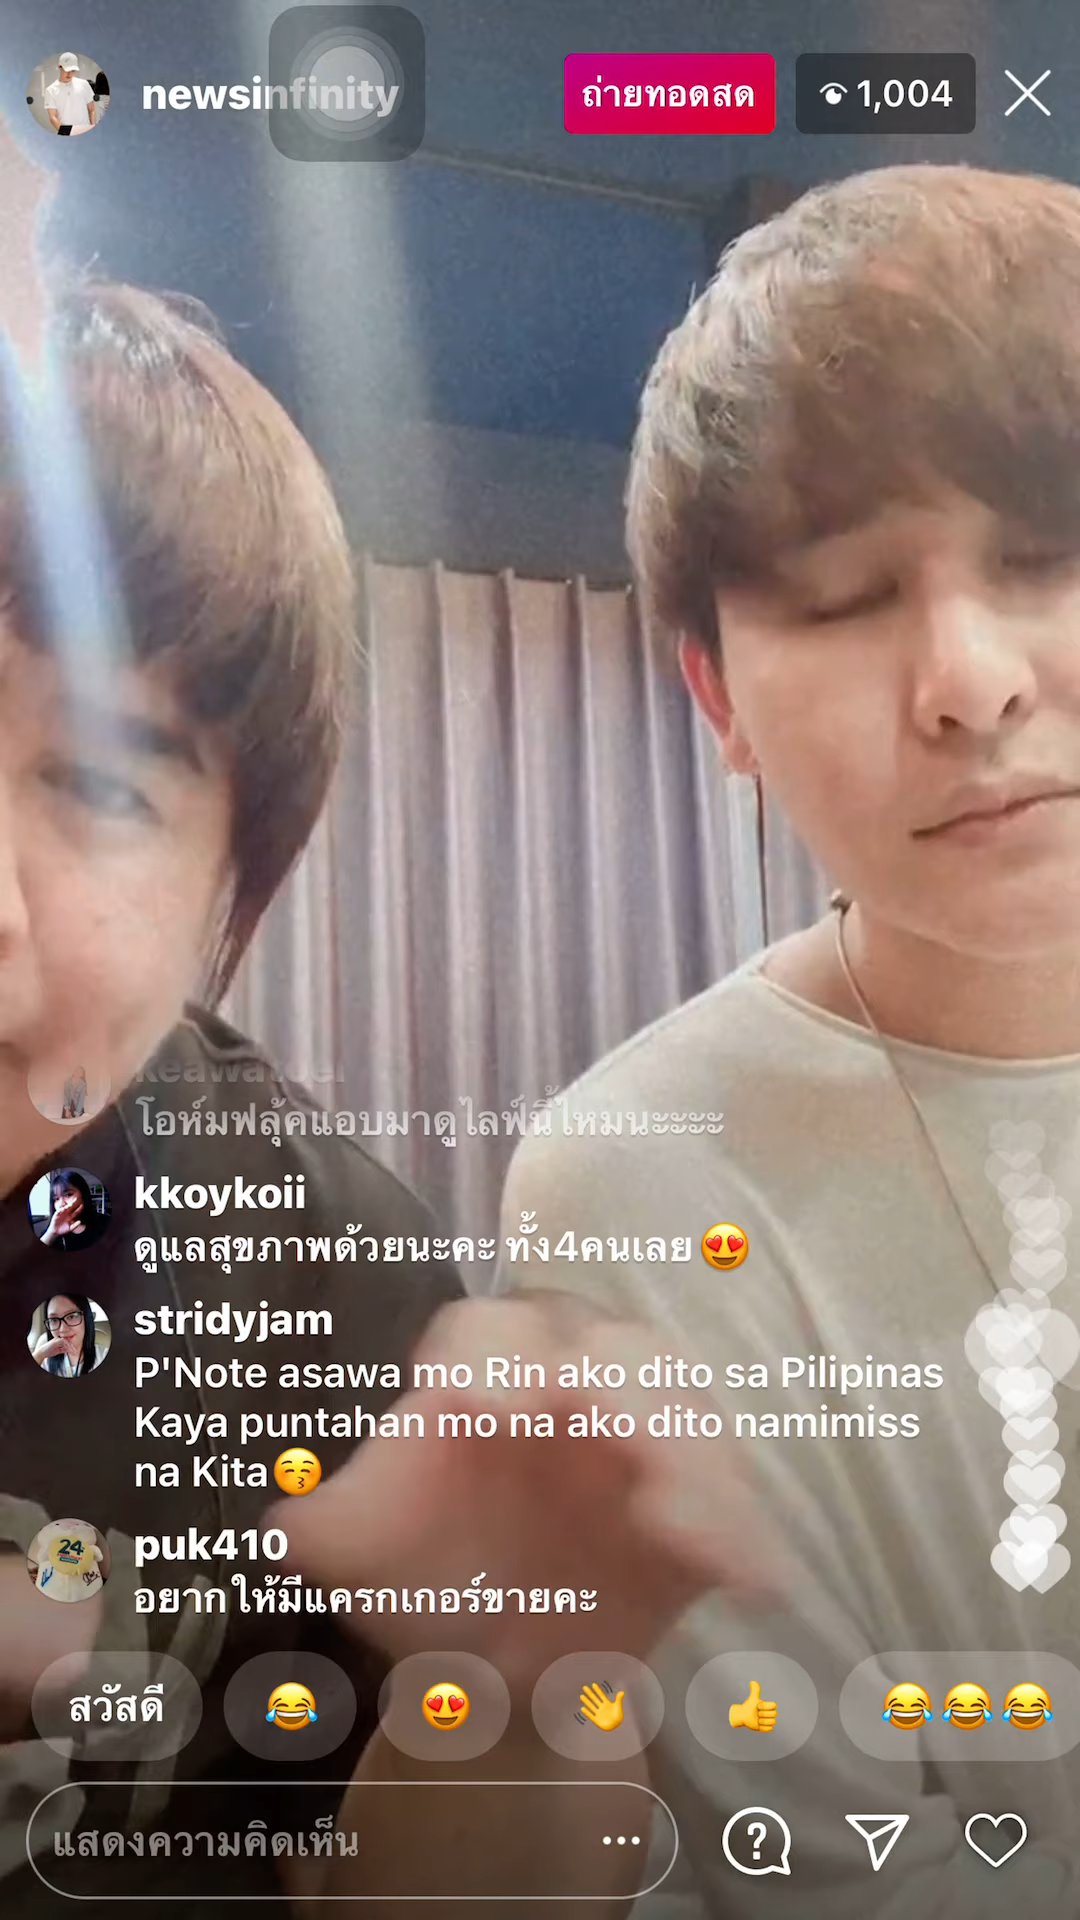 newsinfinity
ถ่ายทอดสด
1,004
โอห์มฟลุ้คแอบมาดูไลฟ์นี้ไหมนะะะะ
kkoykoii
ดูแลสุขภาพด้วยนะคะ ทั้ง4คนเลย😍
stridyjam
P'Note asawa mo Rin ako dito sa Pilipinas
Kaya puntahan mo na ako dito namimiss
na Kita😚
puk410
24
อยากให้มีแครกเกอร์ขายคะ
สวัสดี 😂 😍 👋 👍 😂 😂 😂
แสดงความคิดเห็น